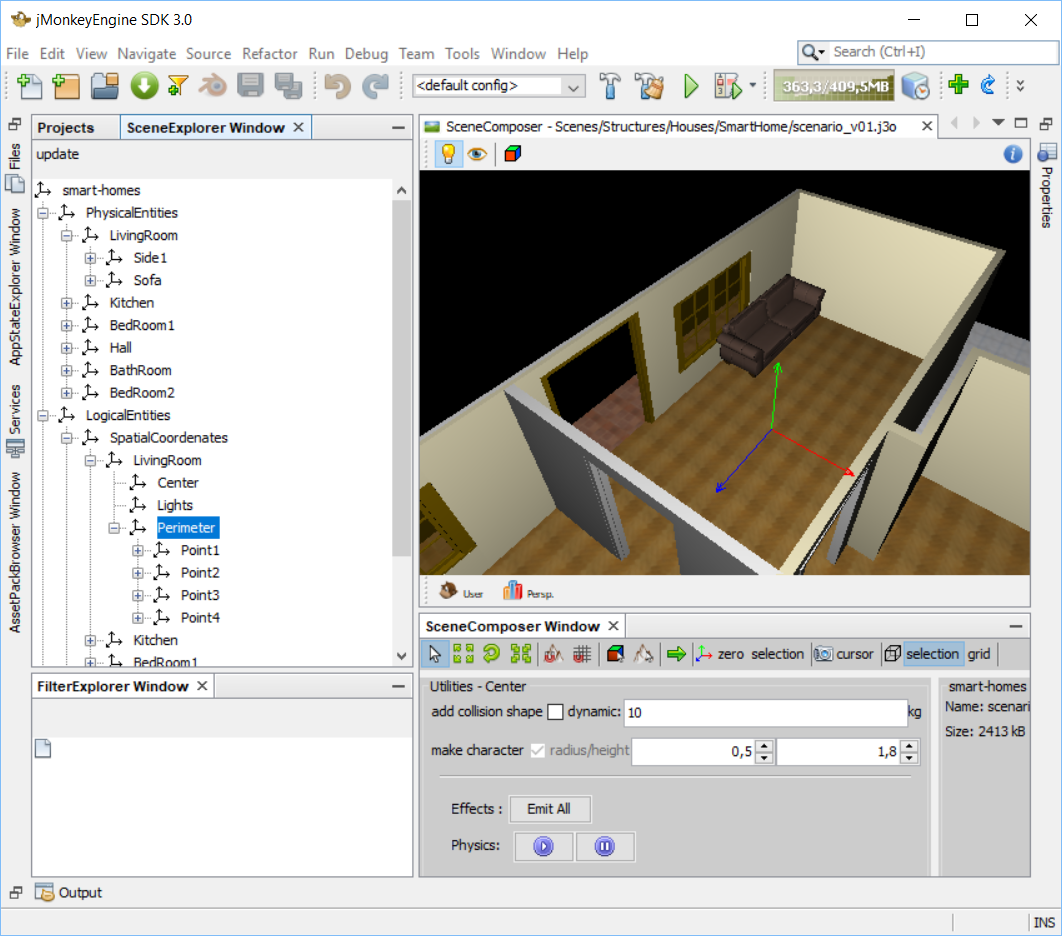 jMonkeyEngine SDK 3.0
File Edit View Navigate Source Refactor Run Debug Team Tools Window Help
Search (Ctrl+I)
<default config>
363,3/409,5MB
Files
AppStateExplorer Window
Services
AssetPackBrowser Window
Projects
SceneExplorer Window
update
smart-homes
PhysicalEntities
LivingRoom
Side1
Sofa
Kitchen
BedRoom1
Hall
BathRoom
BedRoom2
LogicalEntities
SpatialCoordenates
LivingRoom
Center
Lights
Perimeter
Point1
Point2
Point3
Point4
Kitchen
BedRoom1
FilterExplorer Window
SceneComposer - Scenes/Structures/Houses/SmartHome/scenario_v01.j3o
Properties
User Persp.
SceneComposer Window
zero selection cursor selection grid
Utilities - Center
add collision shape dynamic: 10 kg
make character radius/height 0,5 1,8
Effects : Emit All
Physics:
smart-homes
Name: scenari
Size: 2413 kB
Output
INS